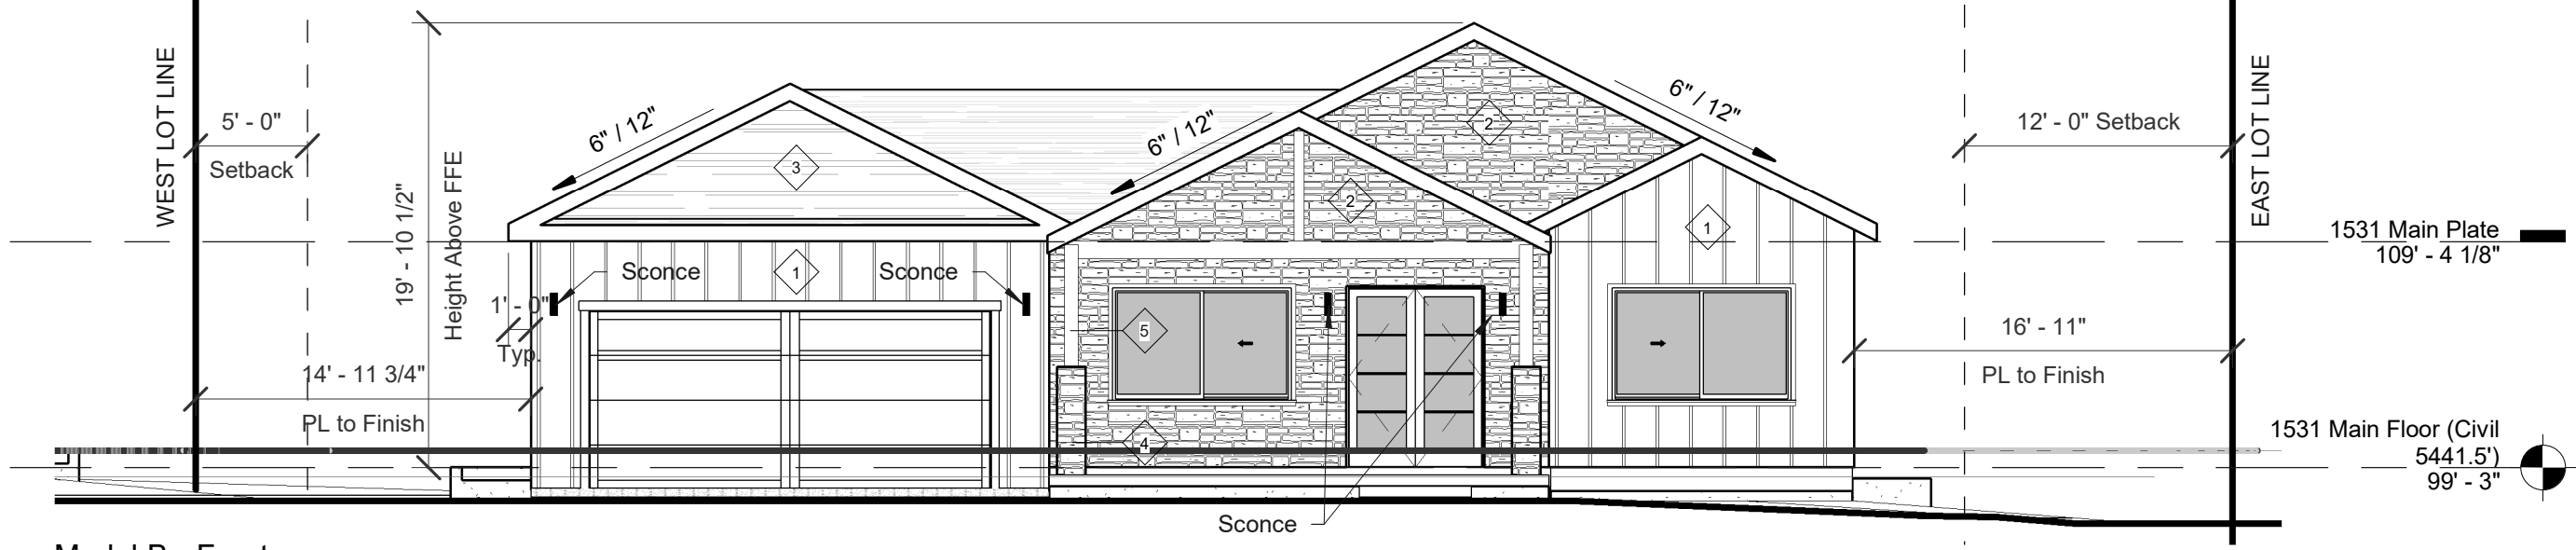 WEST LOT LINE
5' - 0"
Setback
19' - 10 1/2"
Height Above FFE
6" / 12"
3
6" / 12"
2
2
6" / 12"
1
12' - 0" Setback
EAST LOT LINE
1531 Main Plate
109' - 4 1/8"
Sconce
1
Sconce
1' - 0"
Typ.
5
14' - 11 3/4"
PL to Finish
16' - 11"
PL to Finish
4
1531 Main Floor (Civil
5441.5')
99' - 3"
Sconce